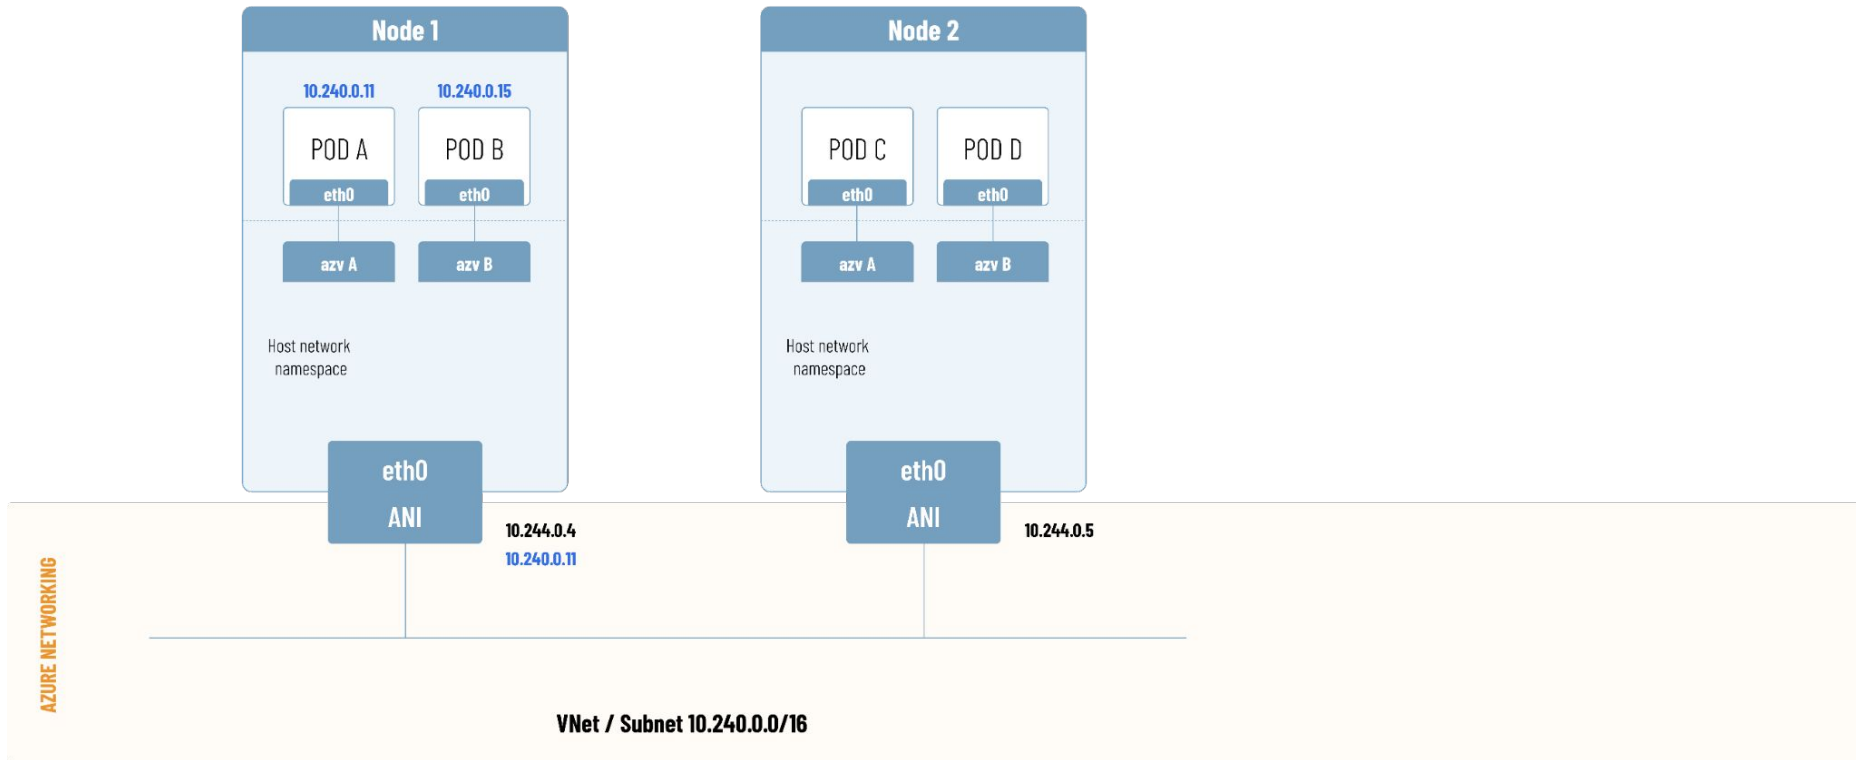 Node 1
10.240.0.11
10.240.0.15
POD A
POD B
eth0
eth0
azv A
azv B
Host network
namespace
eth0
ANI
10.244.0.4
10.240.0.11
Node 2
POD C
POD D
eth0
eth0
azv A
azv B
Host network
namespace
eth0
ANI
10.244.0.5
AZURE NETWORKING
VNet / Subnet 10.240.0.0/16